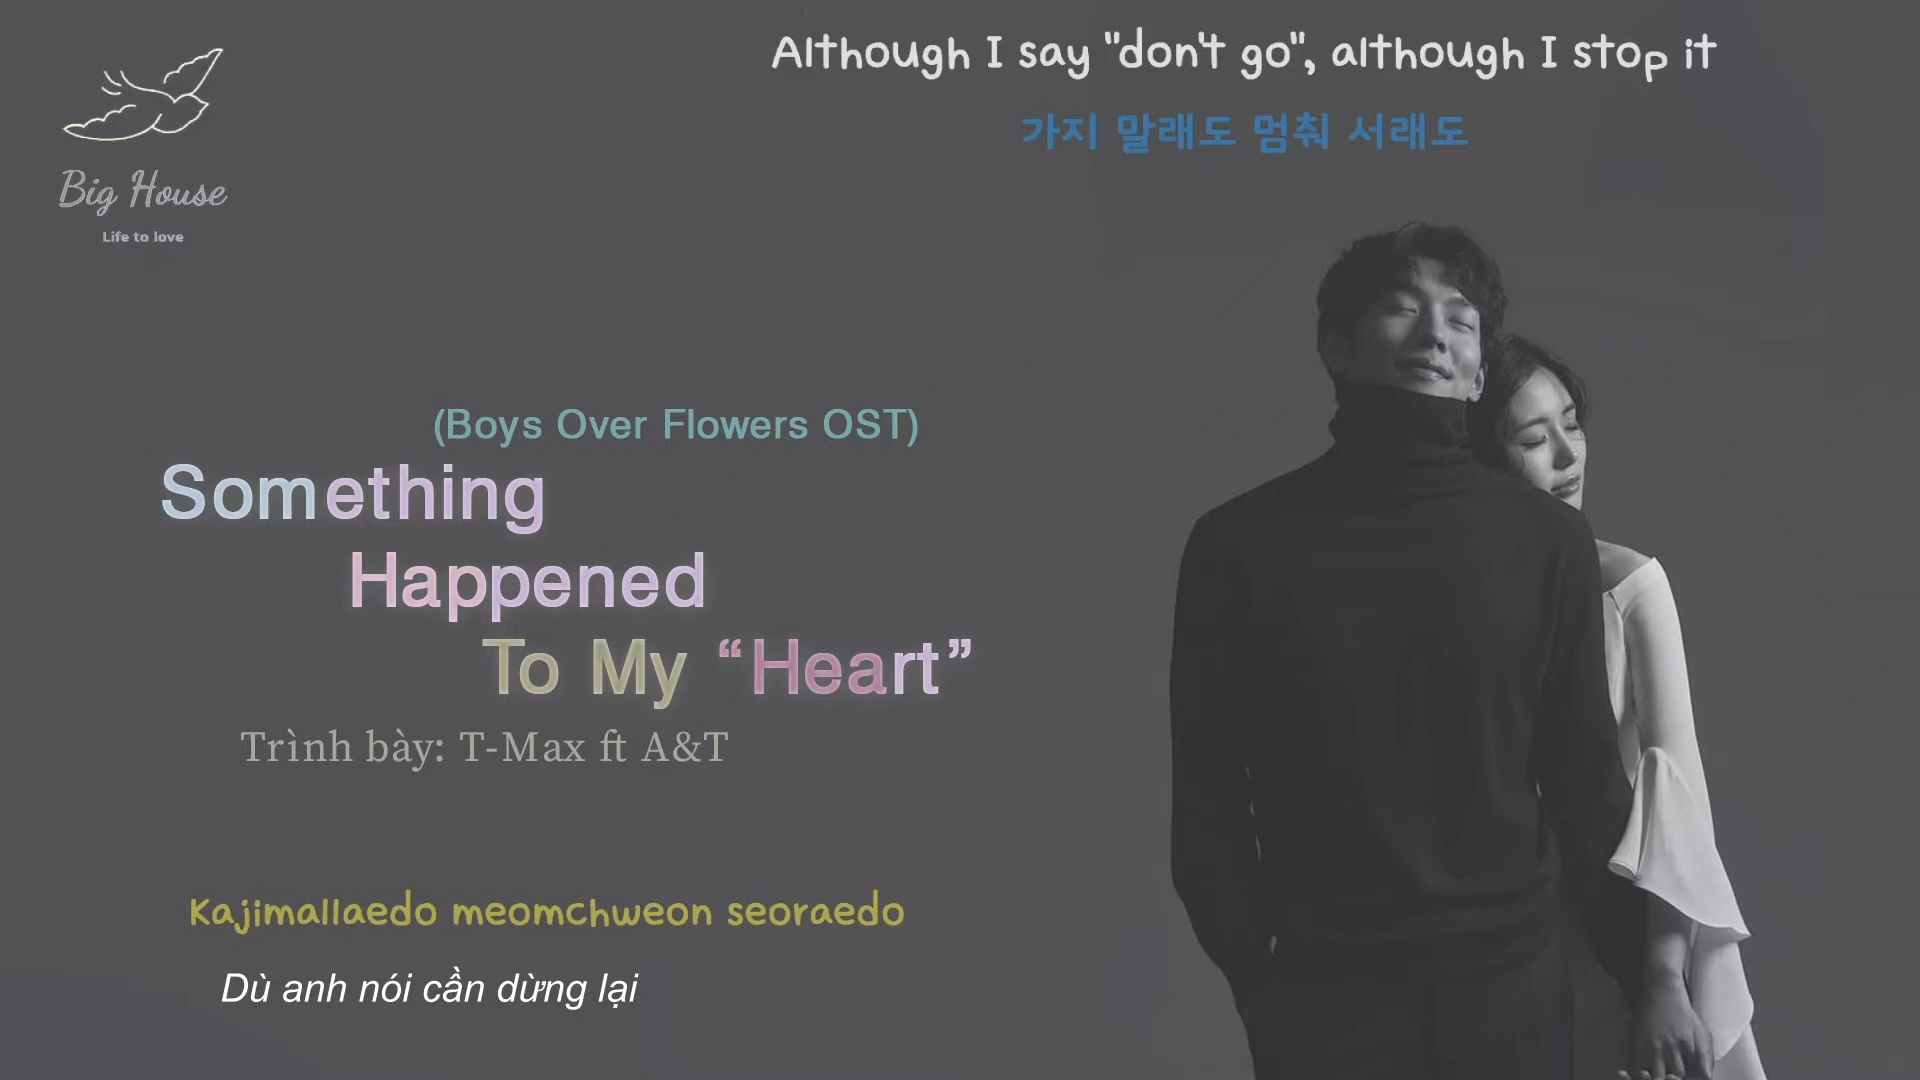 Although I say "don't go", although I stop it
가지 말래도 멈춰 서래도
Big House
Life to love
(Boys Over Flowers OST)
Something
Happened
To My “Heart”
Trình bày: T-Max ft A&T
Kajimallaedo meomchweon seoraedo
Dù anh nói cần dừng lại